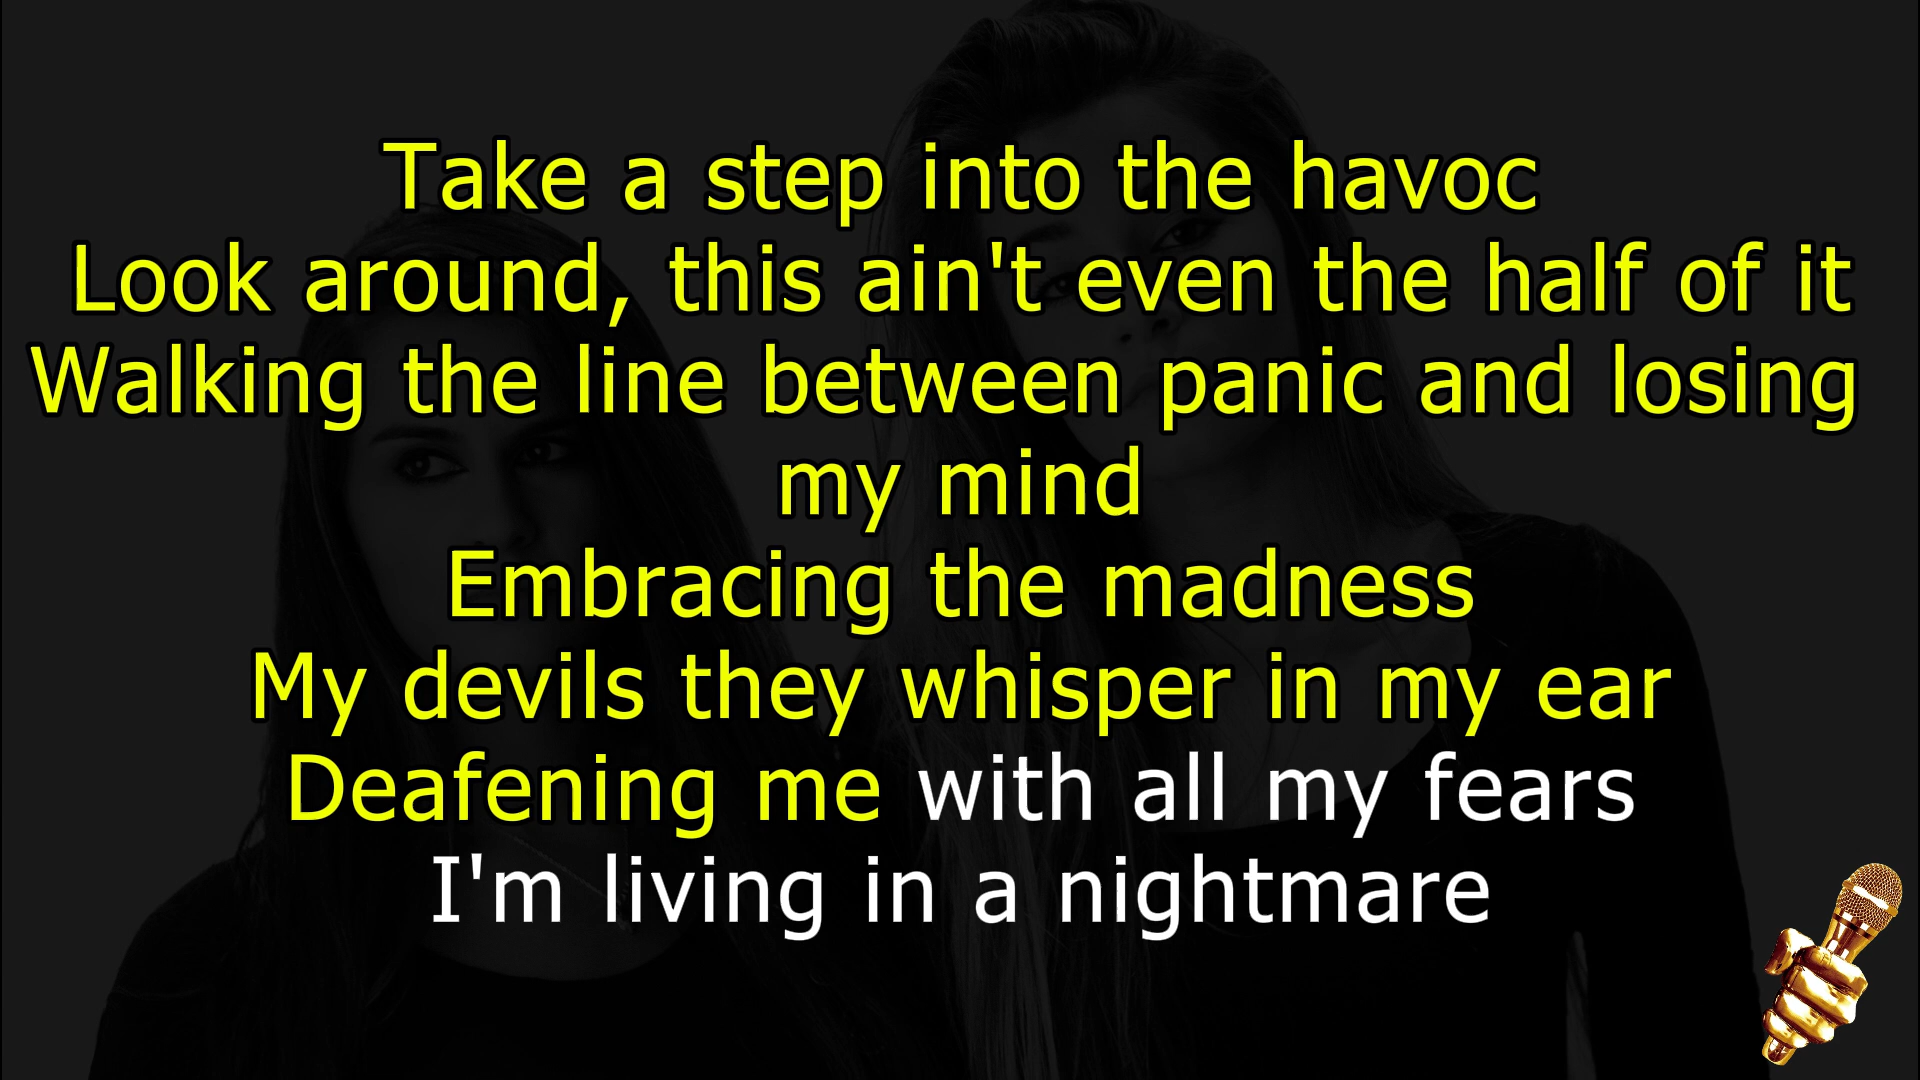 Take a step into the havoc
Look around, this ain't even the half of it
Walking the line between panic and losing
my mind
Embracing the madness
My devils they whisper in my ear
Deafening me with all my fears
I'm living in a nightmare